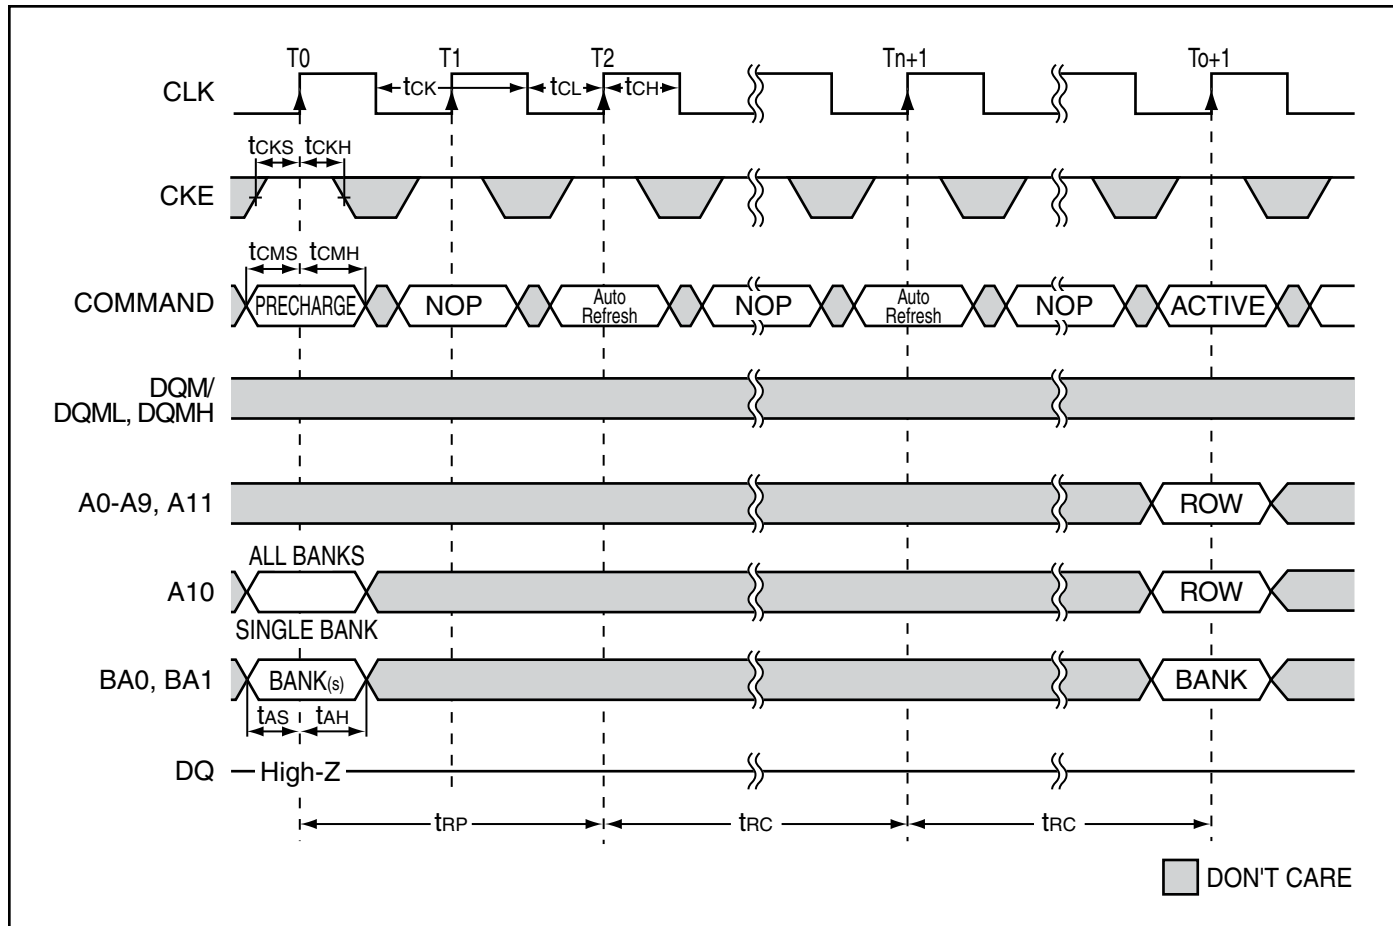 T0 T1 T2 Tn+1 To+1
CLK tCK tCL tCH
tCKS tCKH
CKE
tCMS tCMH
COMMAND PRECHARGE NOP Auto Refresh NOP Auto Refresh NOP ACTIVE
DQM/
DQML, DQMH
A0-A9, A11 ROW
ALL BANKS
A10 ROW
SINGLE BANK
BA0, BA1 BANK(s) BANK
tAS tAH
DQ High-Z
tRP tRC tRC
DON'T CARE